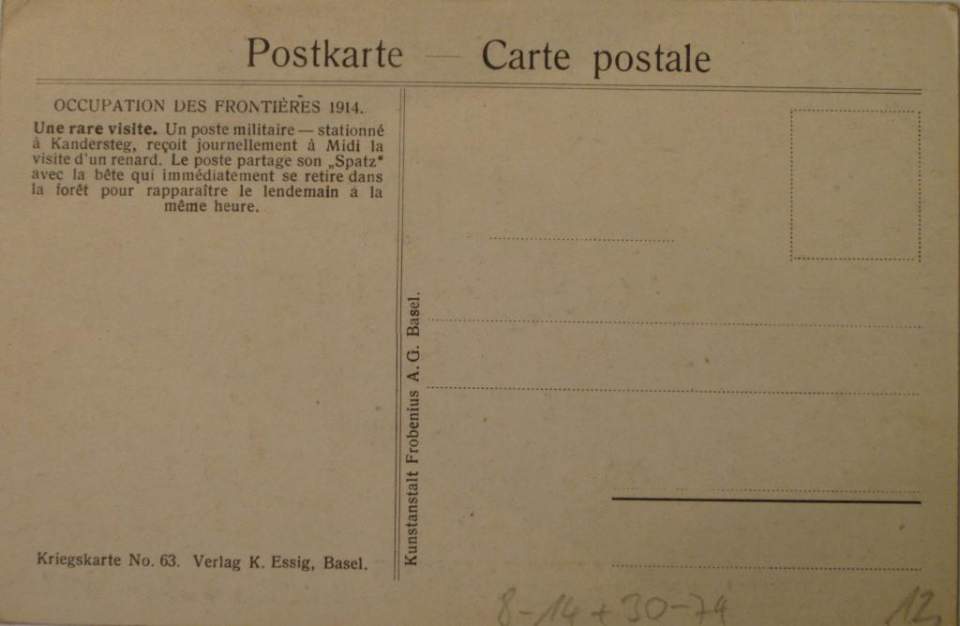 Postkarte — Carte postale
OCCUPATION DES FRONTIÈRES 1914.
Une rare visite. Un poste militaire — stationné
à Kandersteg, reçoit journellement à Midi la
visite d'un renard. Le poste partage son „Spatz“
avec la bête qui immédiatement se retire dans
la forêt pour rapparaître le lendemain à la
même heure.
Kunstanstalt Frobenius A. G. Basel.
Kriegskarte No. 63. Verlag K. Essig, Basel.
8-14+30-74